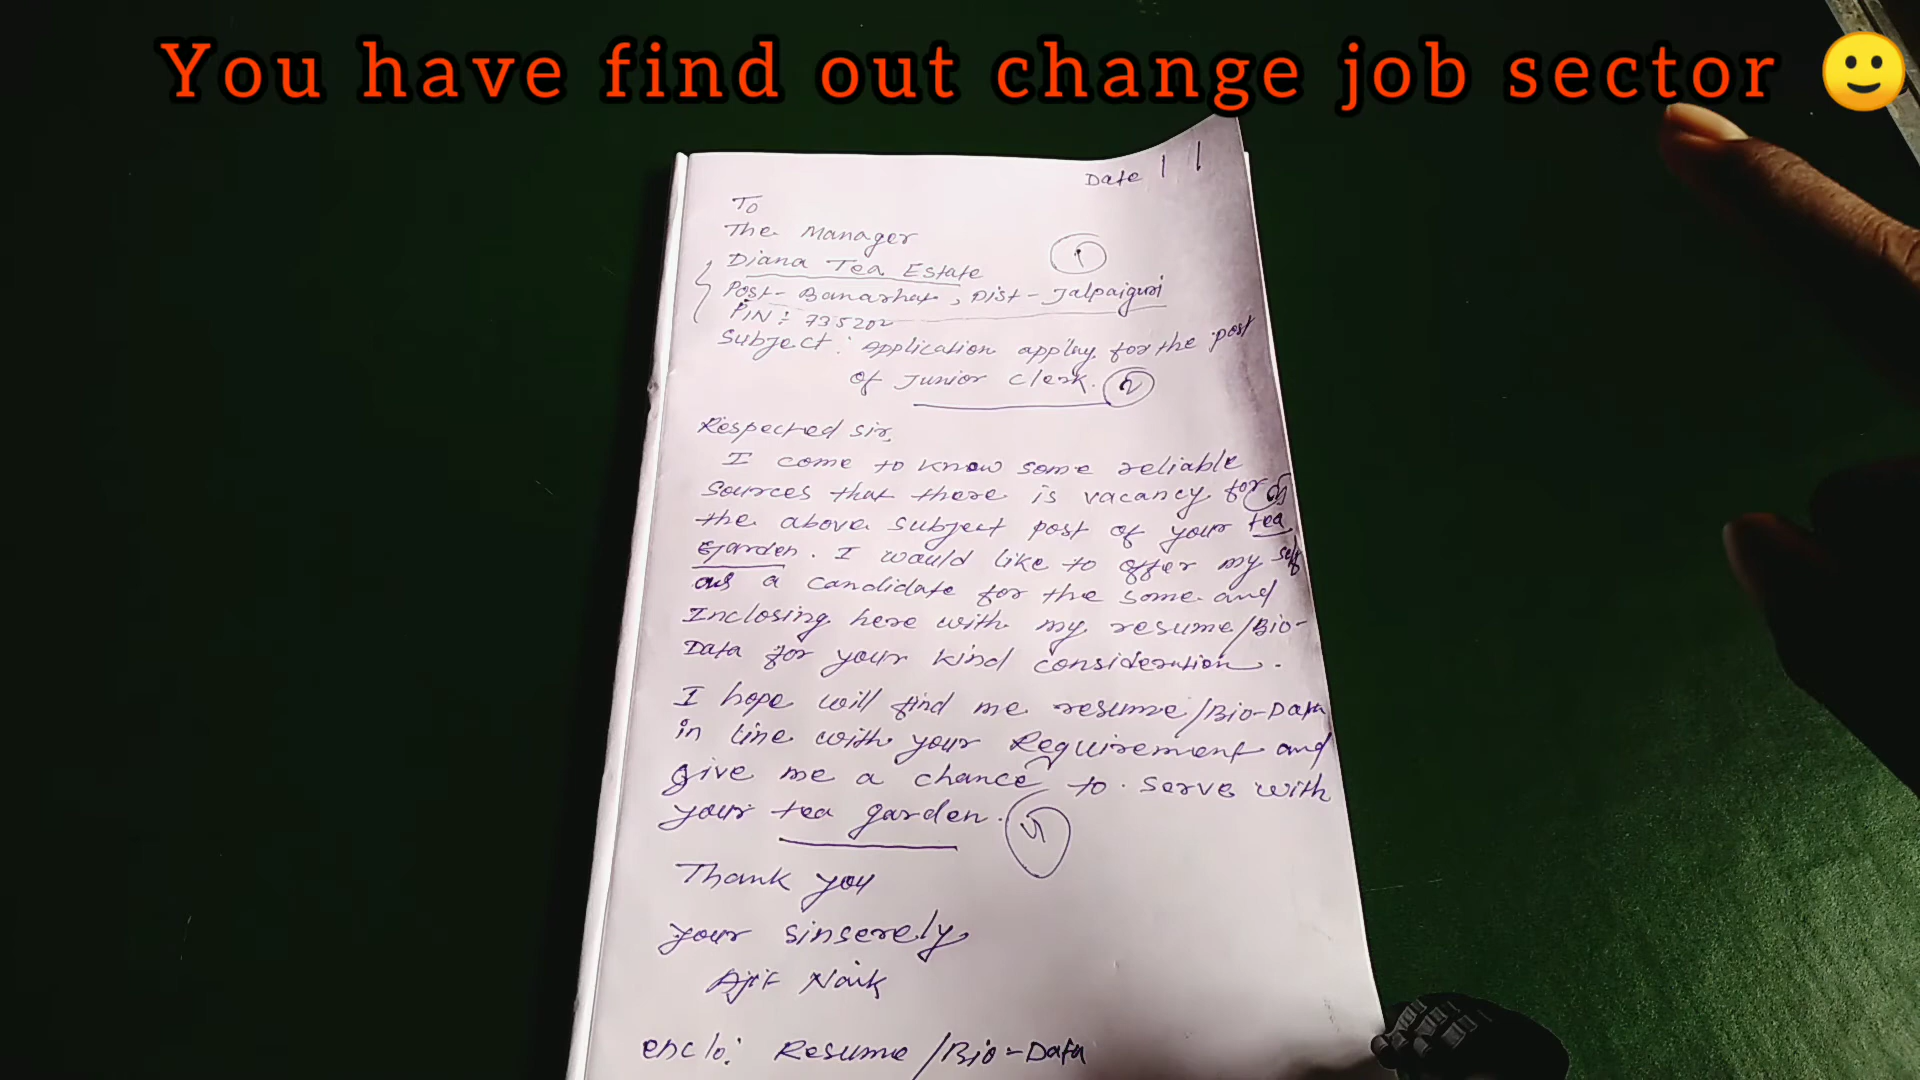 You have find out change job sector 🙂
Date / /
To
The Manager
Diana Tea Estate
Post- Banarhat, Dist- Jalpaiguri
PIN: 735202
Subject: Application applay for the post
of Junior Clerk.
Respected sir,
I come to know some reliable
sources that there is vacancy for
the above subject post of your tea
garden. I would like to offer my self
as a candidate for the some and
Inclosing here with my resume/Bio-
Data for your kind consideration.
I hope will find me resume/Bio-Data
in line with your Requirement and
give me a chance to serve with
your tea garden.
Thank you
your sinserely
Ajit Naik
enclo: Resume/Bio-Data